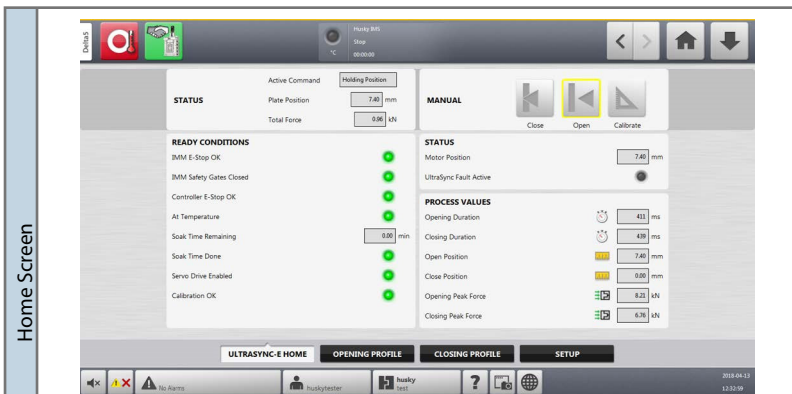 Home Screen
Delta5
Husky BitS
Stop
°C 00:00:00
STATUS
Active Command Holding Position
Plate Position 7.40 mm
Total Force 0.96 kN
MANUAL
Close Open Calibrate
READY CONDITIONS
IMM E-Stop OK
IMM Safety Gates Closed
Controller E-Stop OK
At Temperature
Soak Time Remaining 0.00 min
Soak Time Done
Servo Drive Enabled
Calibration OK
STATUS
Motor Position 7.40 mm
UltraSync Fault Active
PROCESS VALUES
Opening Duration 411 ms
Closing Duration 439 ms
Open Position 7.40 mm
Close Position 0.00 mm
Opening Peak Force 8.21 kN
Closing Peak Force 6.76 kN
ULTRASYNC-E HOME OPENING PROFILE CLOSING PROFILE SETUP
No Alarms
huskytester
husky
text
?
2018-04-13
12:32:59